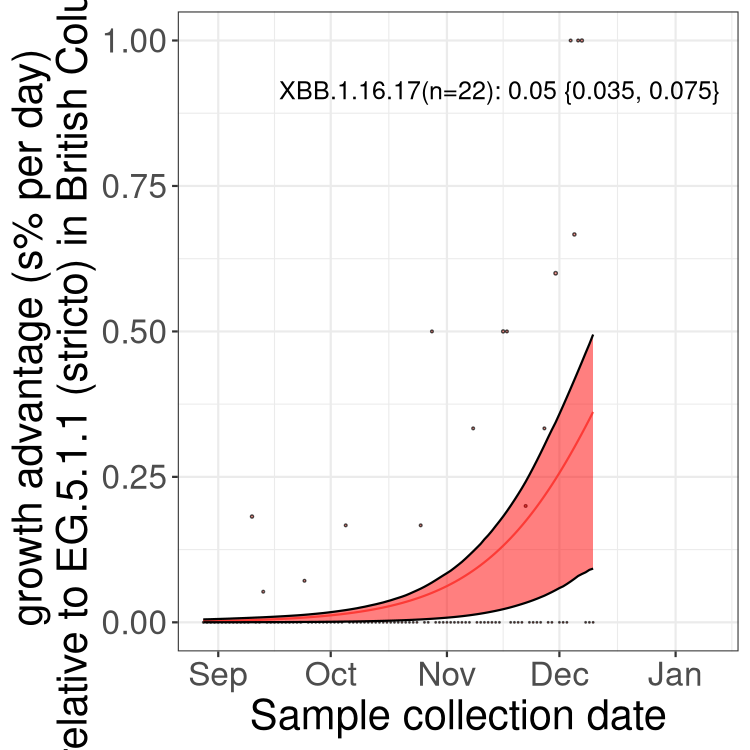 growth advantage (s% per day)
relative to EG.5.1.1 (stricto) in British
1.00
0.75
0.50
0.25
0.00
XBB.1.16.17(n=22): 0.05 {0.035, 0.075}
Sep Oct Nov Dec Jan
Sample collection date